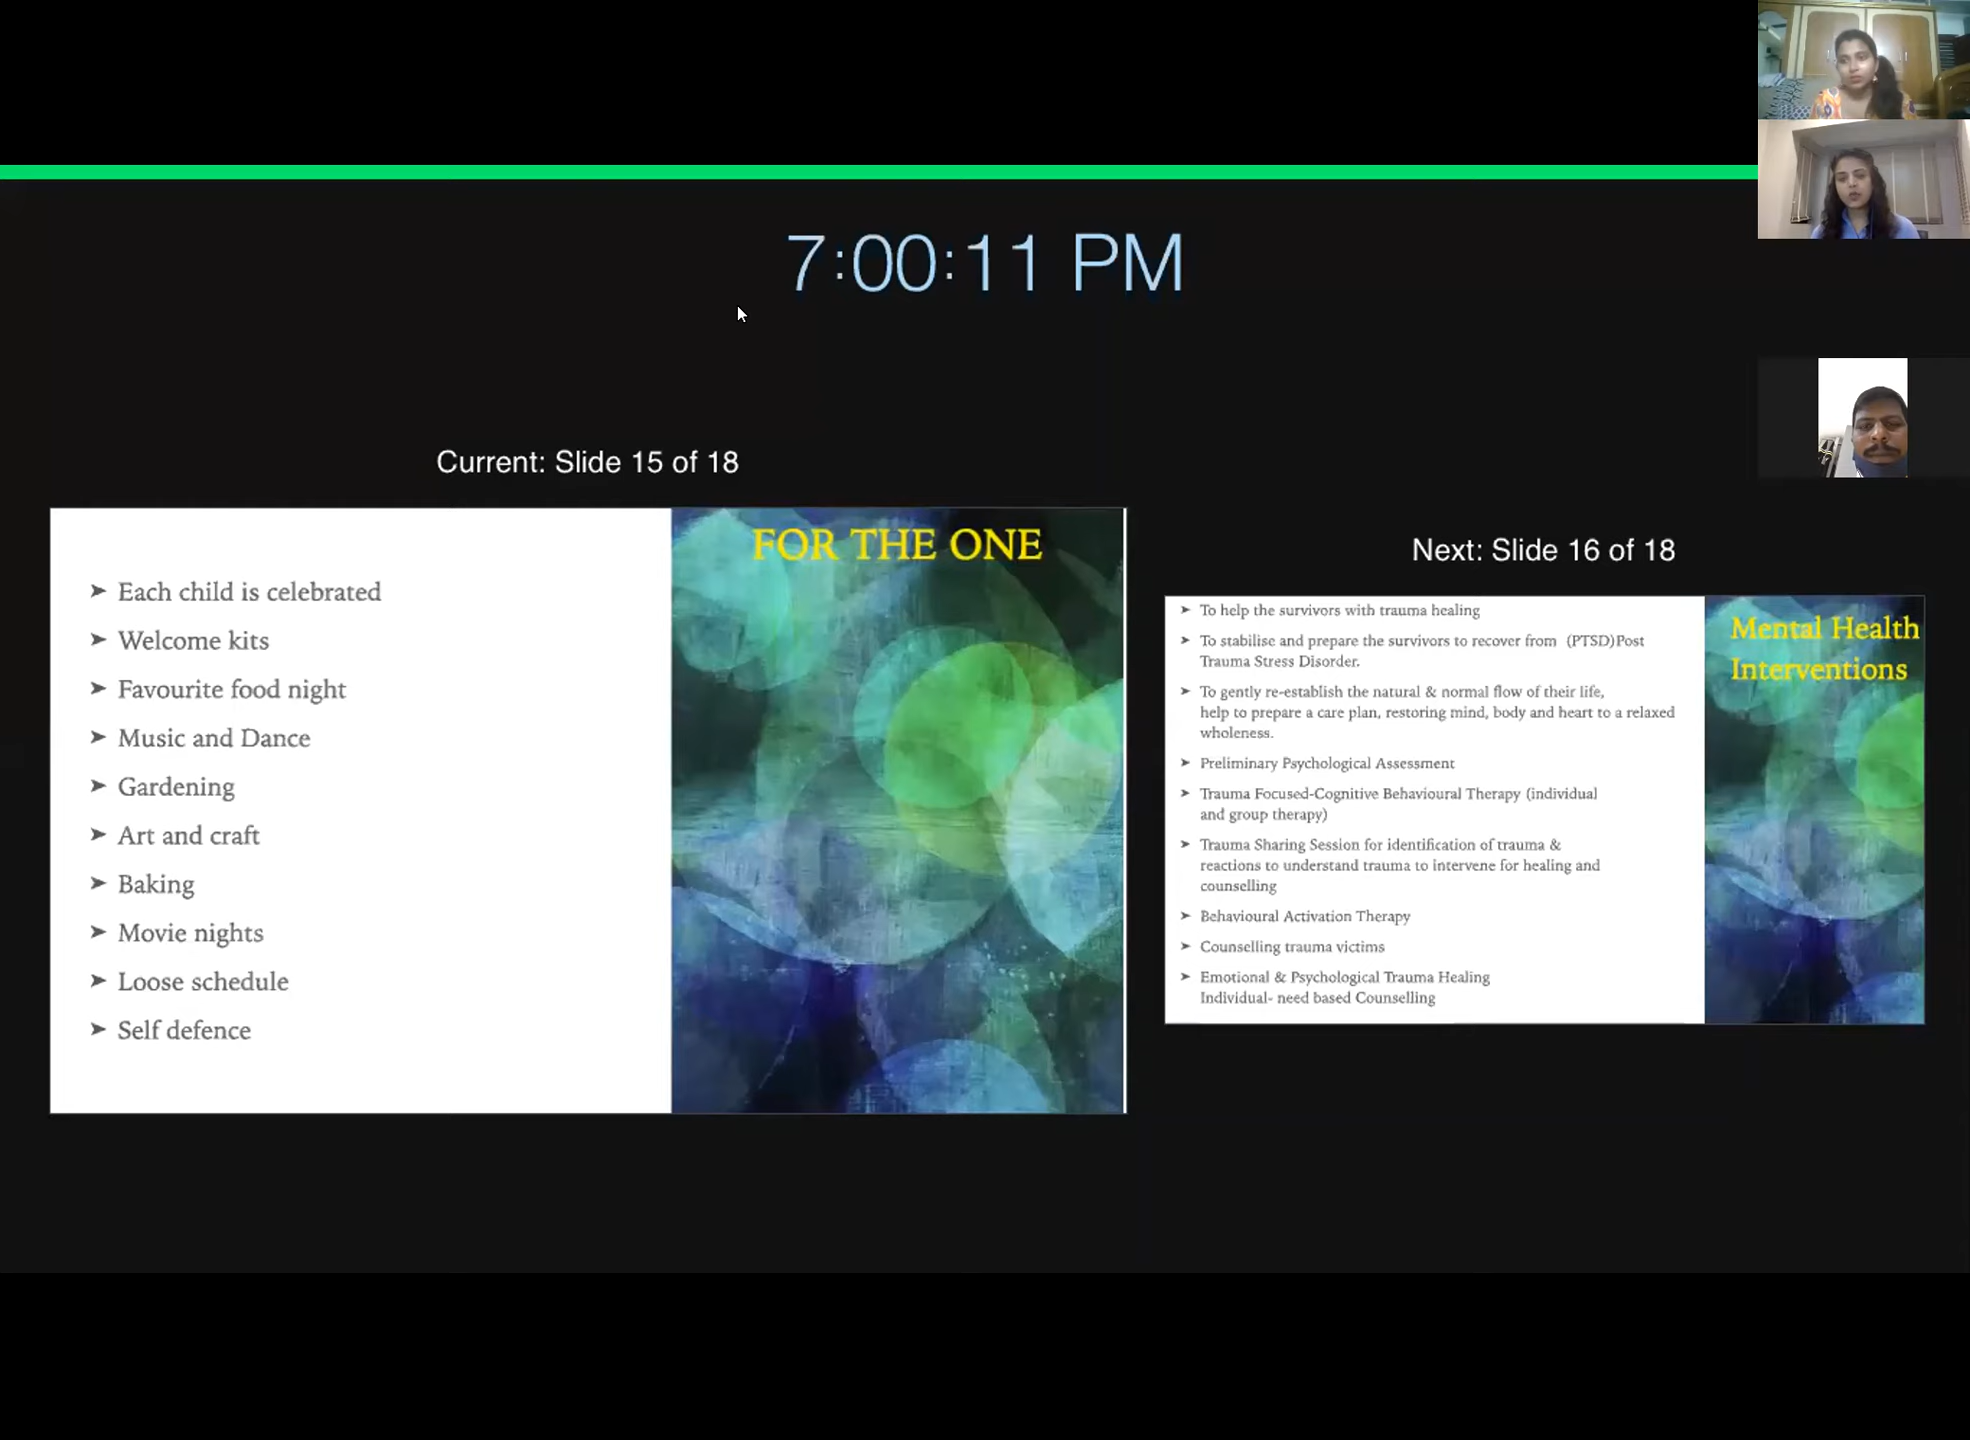 7:00:11 PM
Current: Slide 15 of 18
FOR THE ONE
➤ Each child is celebrated
➤ Welcome kits
➤ Favourite food night
➤ Music and Dance
➤ Gardening
➤ Art and craft
➤ Baking
➤ Movie nights
➤ Loose schedule
➤ Self defence
Next: Slide 16 of 18
Mental Health
Interventions
➤ To help the survivors with trauma healing
➤ To stabilise and prepare the survivors to recover from (PTSD)Post
Trauma Stress Disorder.
➤ To gently re-establish the natural & normal flow of their life,
help to prepare a care plan, restoring mind, body and heart to a relaxed
wholeness.
➤ Preliminary Psychological Assessment
➤ Trauma Focused-Cognitive Behavioural Therapy (individual
and group therapy)
➤ Trauma Sharing Session for identification of trauma &
reactions to understand trauma to intervene for healing and
counselling
➤ Behavioural Activation Therapy
➤ Counselling trauma victims
➤ Emotional & Psychological Trauma Healing
Individual- need based Counselling